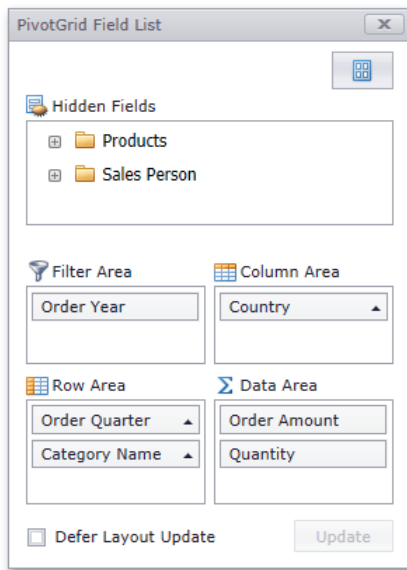 PivotGrid Field List
Hidden Fields
Products
Sales Person
Filter Area
Column Area
Order Year
Country
Row Area
Data Area
Order Quarter
Order Amount
Category Name
Quantity
Defer Layout Update
Update